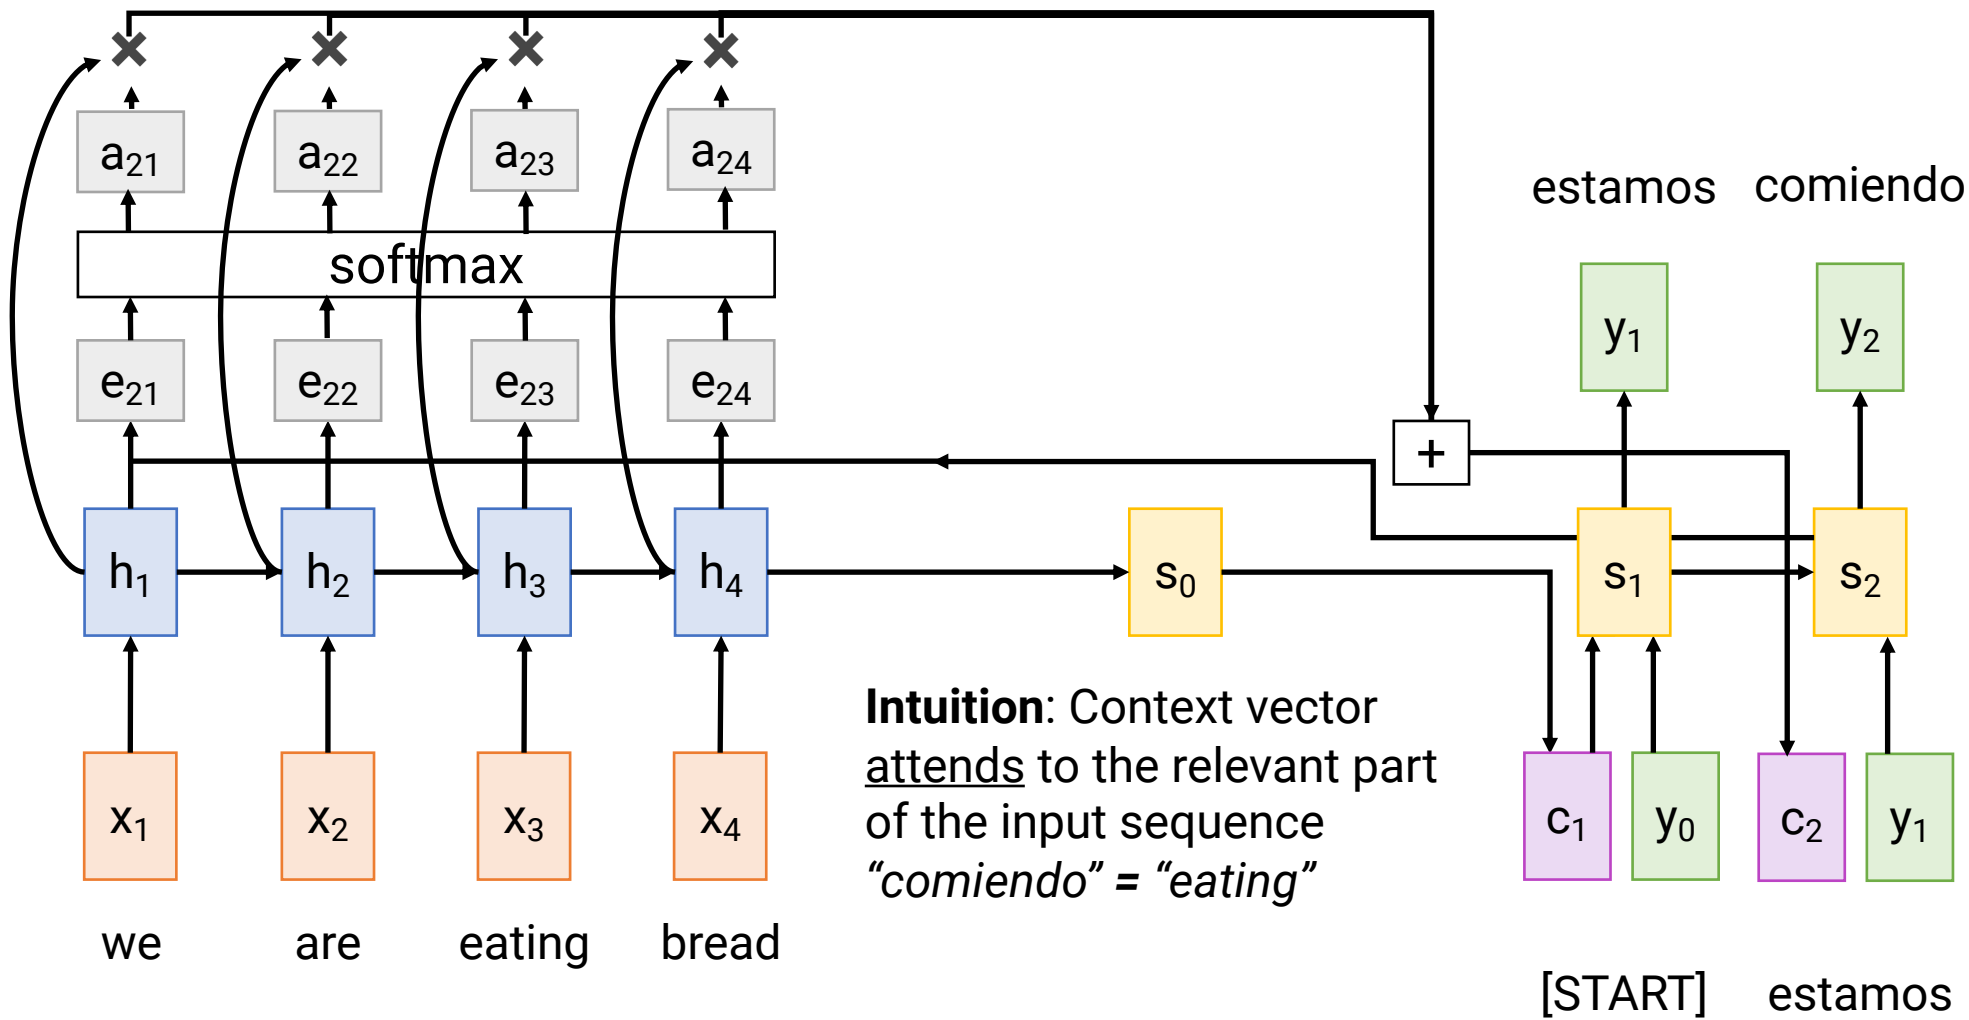 a21 a22 a23 a24
estamos comiendo
softmax
y1 y2
e21 e22 e23 e24
+
h1 h2 h3 h4 s0 s1 s2
Intuition: Context vector
attends to the relevant part
of the input sequence
“comiendo” = “eating”
x1 x2 x3 x4 c1 y0 c2 y1
we are eating bread
[START] estamos